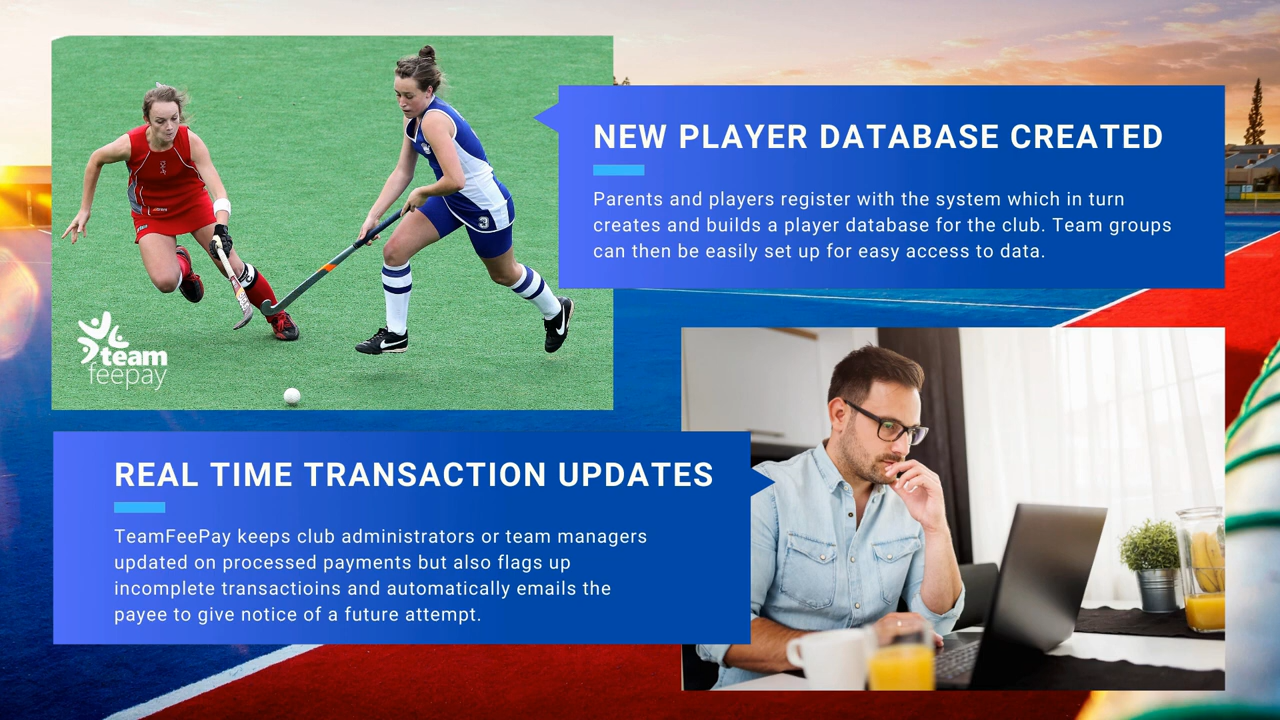 NEW PLAYER DATABASE CREATED
Parents and players register with the system which in turn
creates and builds a player database for the club. Team groups
can then be easily set up for easy access to data.
3
team
feepay
REAL TIME TRANSACTION UPDATES
TeamFeePay keeps club administrators or team managers
updated on processed payments but also flags up
incomplete transactioins and automatically emails the
payee to give notice of a future attempt.